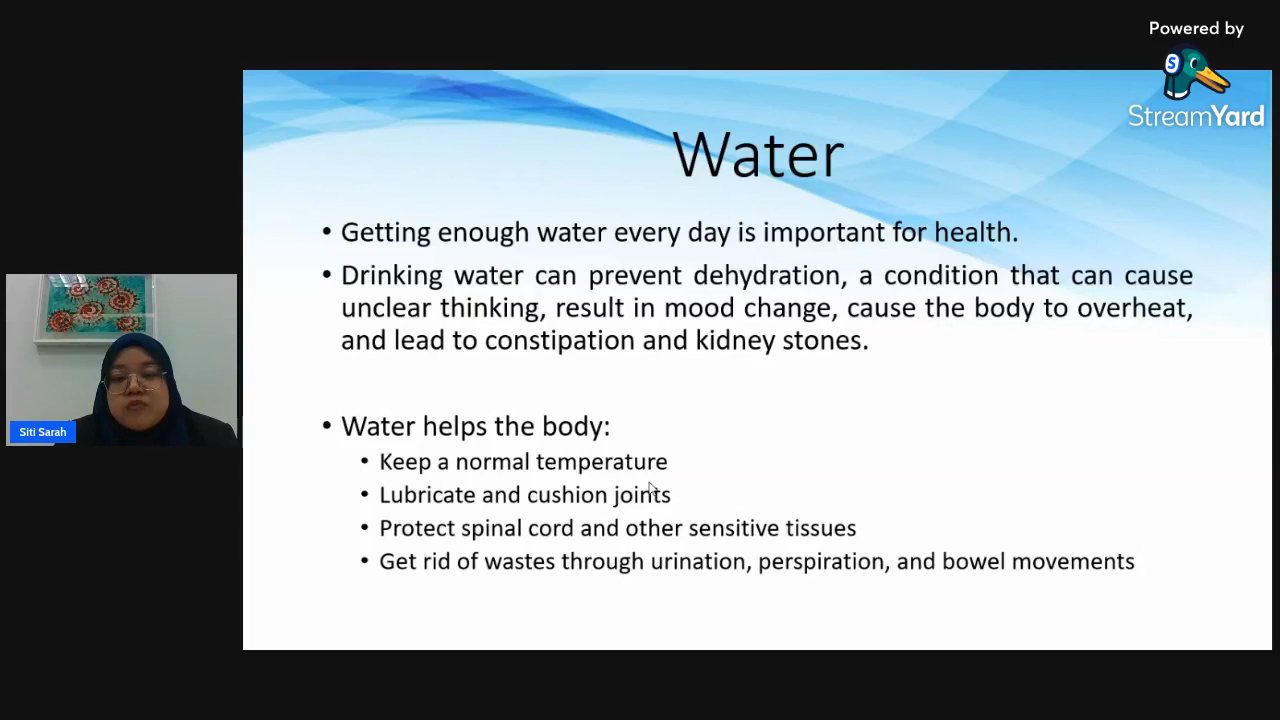 Powered by
StreamYard
Water
• Getting enough water every day is important for health.
• Drinking water can prevent dehydration, a condition that can cause
unclear thinking, result in mood change, cause the body to overheat,
and lead to constipation and kidney stones.
• Water helps the body:
• Keep a normal temperature
• Lubricate and cushion joints
• Protect spinal cord and other sensitive tissues
• Get rid of wastes through urination, perspiration, and bowel movements
Siti Sarah